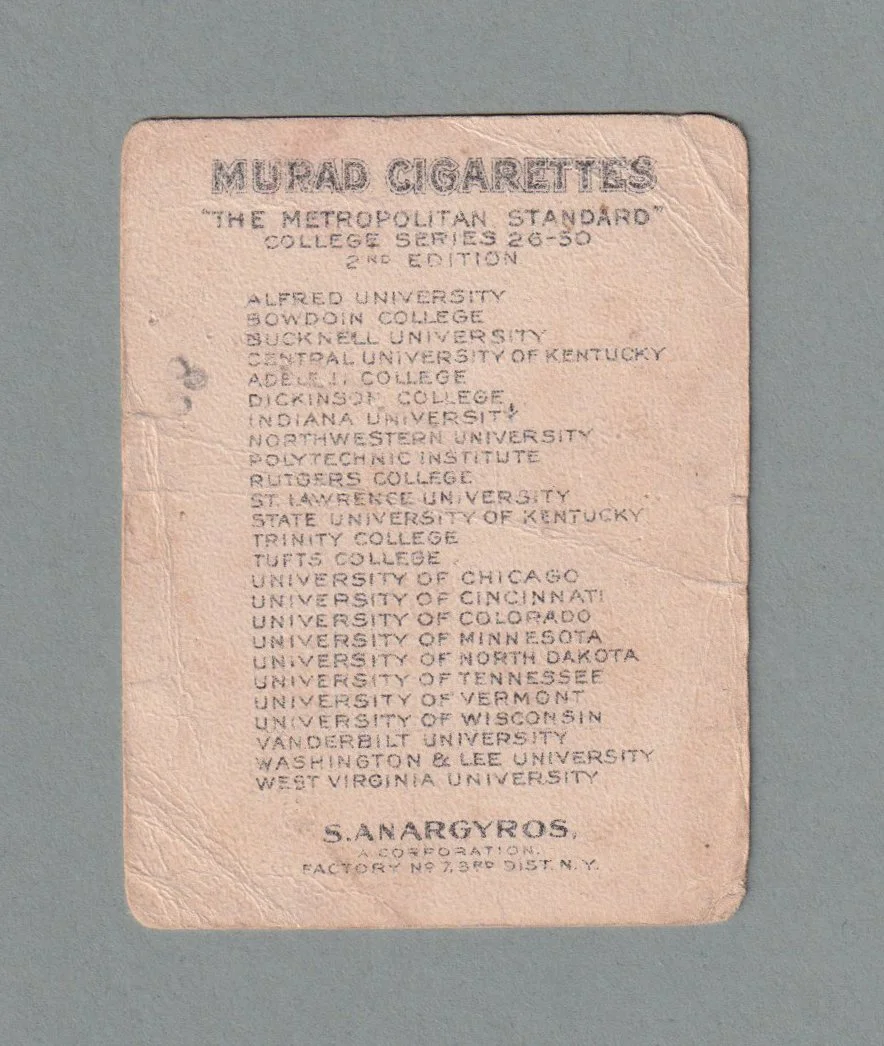 MURAD CIGARETTES
"THE METROPOLITAN STANDARD"
COLLEGE SERIES 26-50
2ND EDITION
ALFRED UNIVERSITY
BOWDOIN COLLEGE
BUCKNELL UNIVERSITY
CENTRAL UNIVERSITY OF KENTUCKY
ADELPHI COLLEGE
DICKINSON COLLEGE
INDIANA UNIVERSITY
NORTHWESTERN UNIVERSITY
POLYTECHNIC INSTITUTE
RUTGERS COLLEGE
ST. LAWRENCE UNIVERSITY
STATE UNIVERSITY OF KENTUCKY
TRINITY COLLEGE
TUFTS COLLEGE
UNIVERSITY OF CHICAGO
UNIVERSITY OF CINCINNATI
UNIVERSITY OF COLORADO
UNIVERSITY OF MINNESOTA
UNIVERSITY OF NORTH DAKOTA
UNIVERSITY OF TENNESSEE
UNIVERSITY OF VERMONT
UNIVERSITY OF WISCONSIN
VANDERBILT UNIVERSITY
WASHINGTON & LEE UNIVERSITY
WEST VIRGINIA UNIVERSITY
S. ANARGYROS,
A CORPORATION.
FACTORY No 7, 3RD DIST. N.Y.